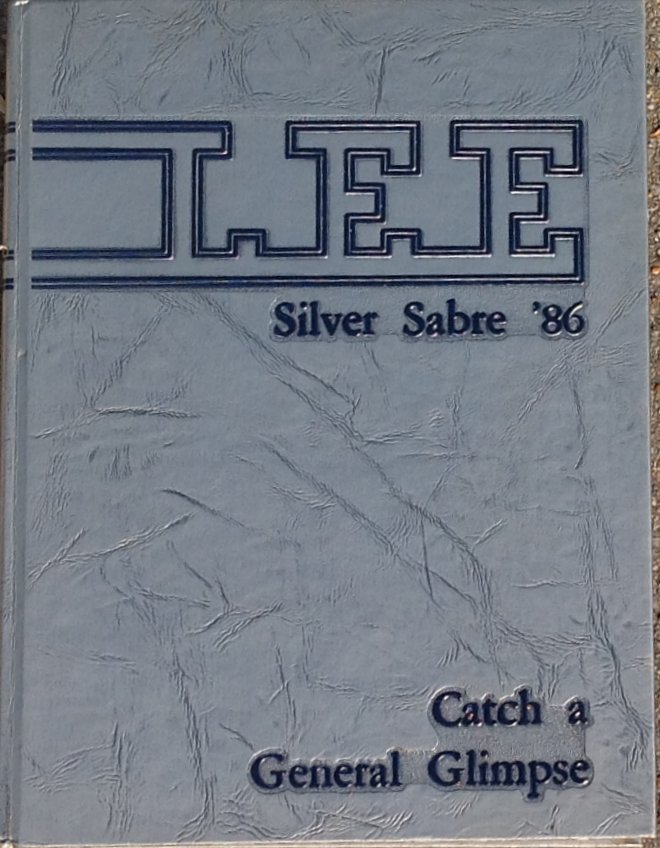 LEE
Silver Sabre '86
Catch a
General Glimpse